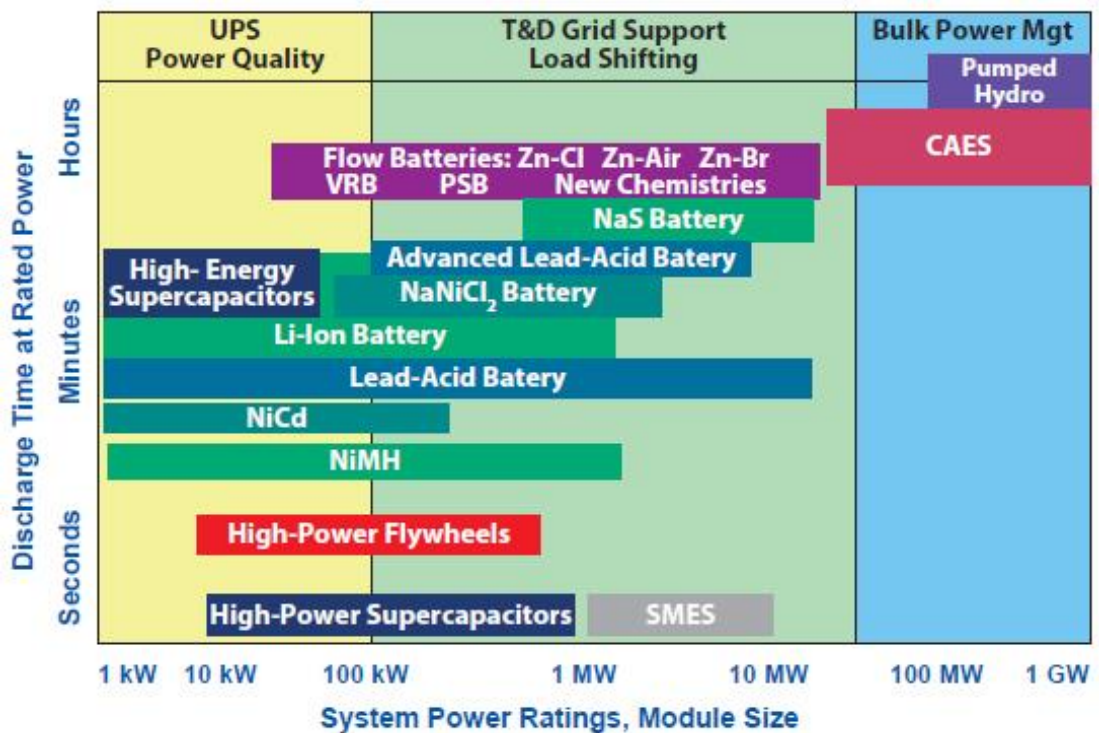 UPS
Power Quality
T&D Grid Support
Load Shifting
Bulk Power Mgt
Pumped
Hydro
CAES
Flow Batteries: Zn-Cl Zn-Air Zn-Br
VRB PSB New Chemistries
NaS Battery
Advanced Lead-Acid Batery
High- Energy
Supercapacitors
NaNiCl₂ Battery
Li-Ion Battery
Lead-Acid Batery
NiCd
NiMH
High-Power Flywheels
High-Power Supercapacitors
SMES
Discharge Time at Rated Power
Hours
Minutes
Seconds
1 kW 10 kW 100 kW 1 MW 10 MW 100 MW 1 GW
System Power Ratings, Module Size